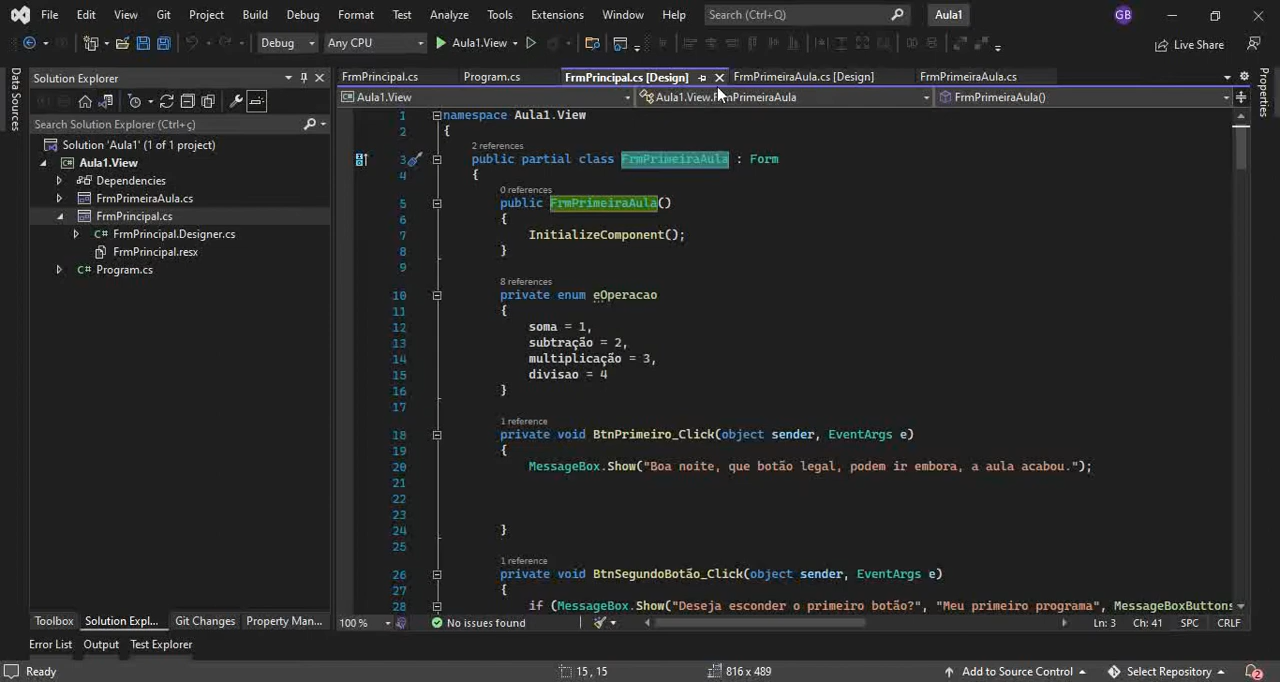 File Edit View Git Project Build Debug Format Test Analyze Tools Extensions Window Help Search (Ctrl+Q) Aula1 GB
Debug Any CPU Aula1.View Live Share
Data Sources
Solution Explorer
Search Solution Explorer (Ctrl+ç)
Solution 'Aula1' (1 of 1 project)
Aula1.View
Dependencies
FrmPrimeiraAula.cs
FrmPrincipal.cs
C# FrmPrincipal.Designer.cs
FrmPrincipal.resx
C# Program.cs
FrmPrincipal.cs Program.cs FrmPrincipal.cs [Design] FrmPrimeiraAula.cs [Design] FrmPrimeiraAula.cs
Aula1.View Aula1.View.FrmPrimeiraAula FrmPrimeiraAula()
1 namespace Aula1.View
2 {
2 references
3 public partial class FrmPrimeiraAula : Form
4 {
0 references
5 public FrmPrimeiraAula()
6 {
7 InitializeComponent();
8 }
9
8 references
10 private enum eOperacao
11 {
12 soma = 1,
13 subtração = 2,
14 multiplicação = 3,
15 divisao = 4
16 }
17
1 reference
18 private void BtnPrimeiro_Click(object sender, EventArgs e)
19 {
20 MessageBox.Show("Boa noite, que botão legal, podem ir embora, a aula acabou.");
21
22
23
24 }
25
1 reference
26 private void BtnSegundoBotão_Click(object sender, EventArgs e)
27 {
28 if (MessageBox.Show("Deseja esconder o primeiro botão?", "Meu primeiro programa", MessageBoxButtons
Properties
Toolbox Solution Expl... Git Changes Property Man...
100 % No issues found Ln: 3 Ch: 41 SPC CRLF
Error List Output Test Explorer
Ready 15, 15 816 x 489 Add to Source Control Select Repository 2